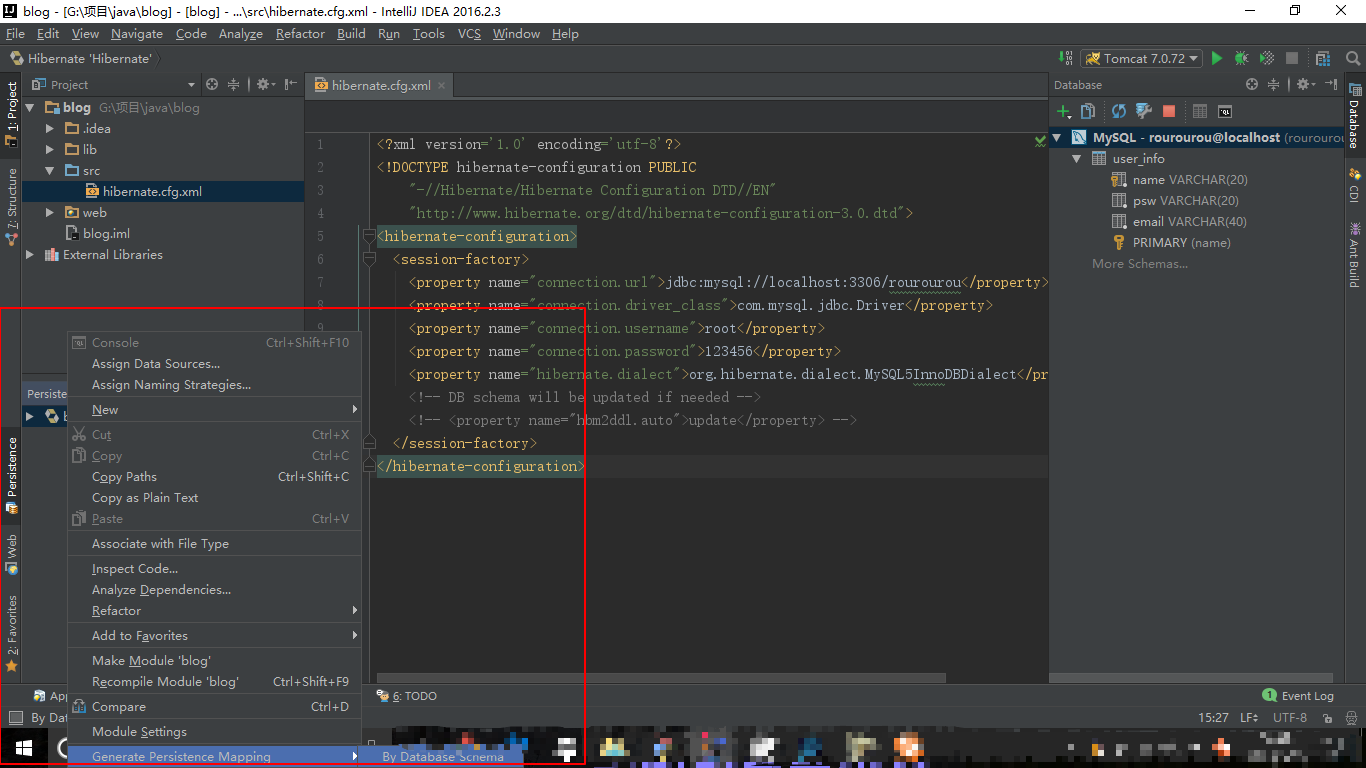 blog - [G:\项目\java\blog] - [blog] - ...\src\hibernate.cfg.xml - IntelliJ IDEA 2016.2.3
File Edit View Navigate Code Analyze Refactor Build Run Tools VCS Window Help
Hibernate 'Hibernate'
Tomcat 7.0.72
1: Project
7: Structure
Persistence
Web
2: Favorites
Project
blog G:\项目\java\blog
.idea
lib
src
hibernate.cfg.xml
web
blog.iml
External Libraries
hibernate.cfg.xml
1 <?xml version='1.0' encoding='utf-8'?>
2 <!DOCTYPE hibernate-configuration PUBLIC
3 "-//Hibernate/Hibernate Configuration DTD//EN"
4 "http://www.hibernate.org/dtd/hibernate-configuration-3.0.dtd">
5 <hibernate-configuration>
6 <session-factory>
7 <property name="connection.url">jdbc:mysql://localhost:3306/rourourou</property>
8 <property name="connection.driver_class">com.mysql.jdbc.Driver</property>
9 <property name="connection.username">root</property>
<property name="connection.password">123456</property>
<property name="hibernate.dialect">org.hibernate.dialect.MySQL5InnoDBDialect</pr
<!-- DB schema will be updated if needed -->
<!-- <property name="hbm2ddl.auto">update</property> -->
</session-factory>
</hibernate-configuration>
Database
MySQL - rourourou@localhost (rourourou
user_info
name VARCHAR(20)
psw VARCHAR(20)
email VARCHAR(40)
PRIMARY (name)
More Schemas...
Database
CDI
Ant Build
Persiste
Console Ctrl+Shift+F10
Assign Data Sources...
Assign Naming Strategies...
New
Cut Ctrl+X
Copy Ctrl+C
Copy Paths Ctrl+Shift+C
Copy as Plain Text
Paste Ctrl+V
Associate with File Type
Inspect Code...
Analyze Dependencies...
Refactor
Add to Favorites
Make Module 'blog'
Recompile Module 'blog' Ctrl+Shift+F9
Compare Ctrl+D
Module Settings
Generate Persistence Mapping
By Database Schema
App
6: TODO
1 Event Log
By Dat
15:27 LF÷ UTF-8